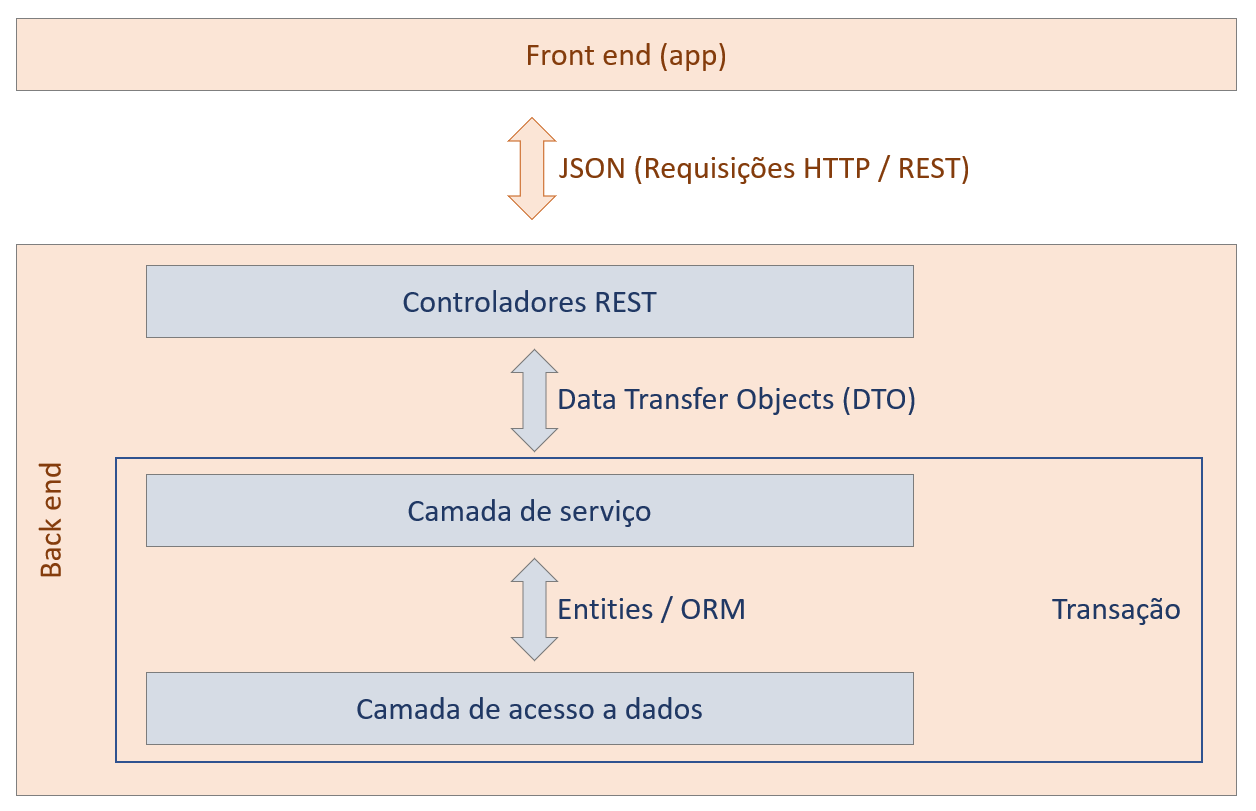 Front end (app)
JSON (Requisições HTTP / REST)
Controladores REST
Data Transfer Objects (DTO)
Back end
Camada de serviço
Entities / ORM
Transação
Camada de acesso a dados